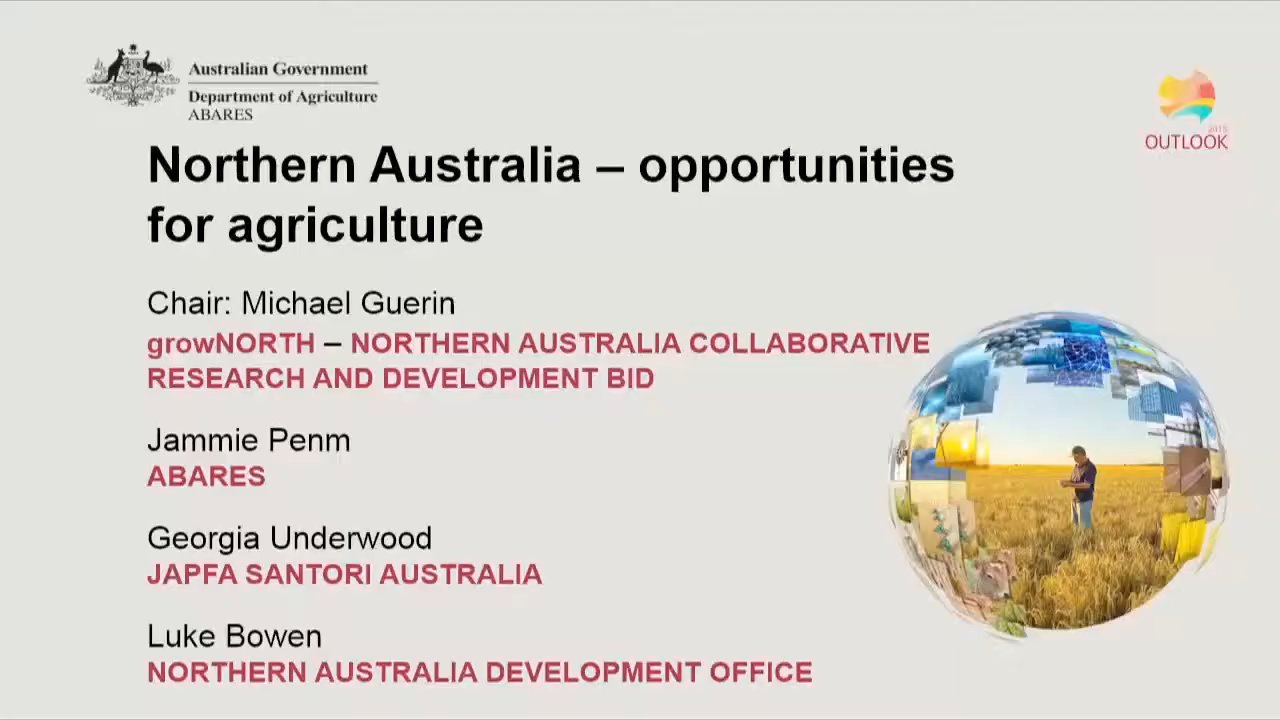 Australian Government
Department of Agriculture
ABARES
2015
OUTLOOK
Northern Australia – opportunities
for agriculture
Chair: Michael Guerin
growNORTH – NORTHERN AUSTRALIA COLLABORATIVE
RESEARCH AND DEVELOPMENT BID
Jammie Penm
ABARES
Georgia Underwood
JAPFA SANTORI AUSTRALIA
Luke Bowen
NORTHERN AUSTRALIA DEVELOPMENT OFFICE